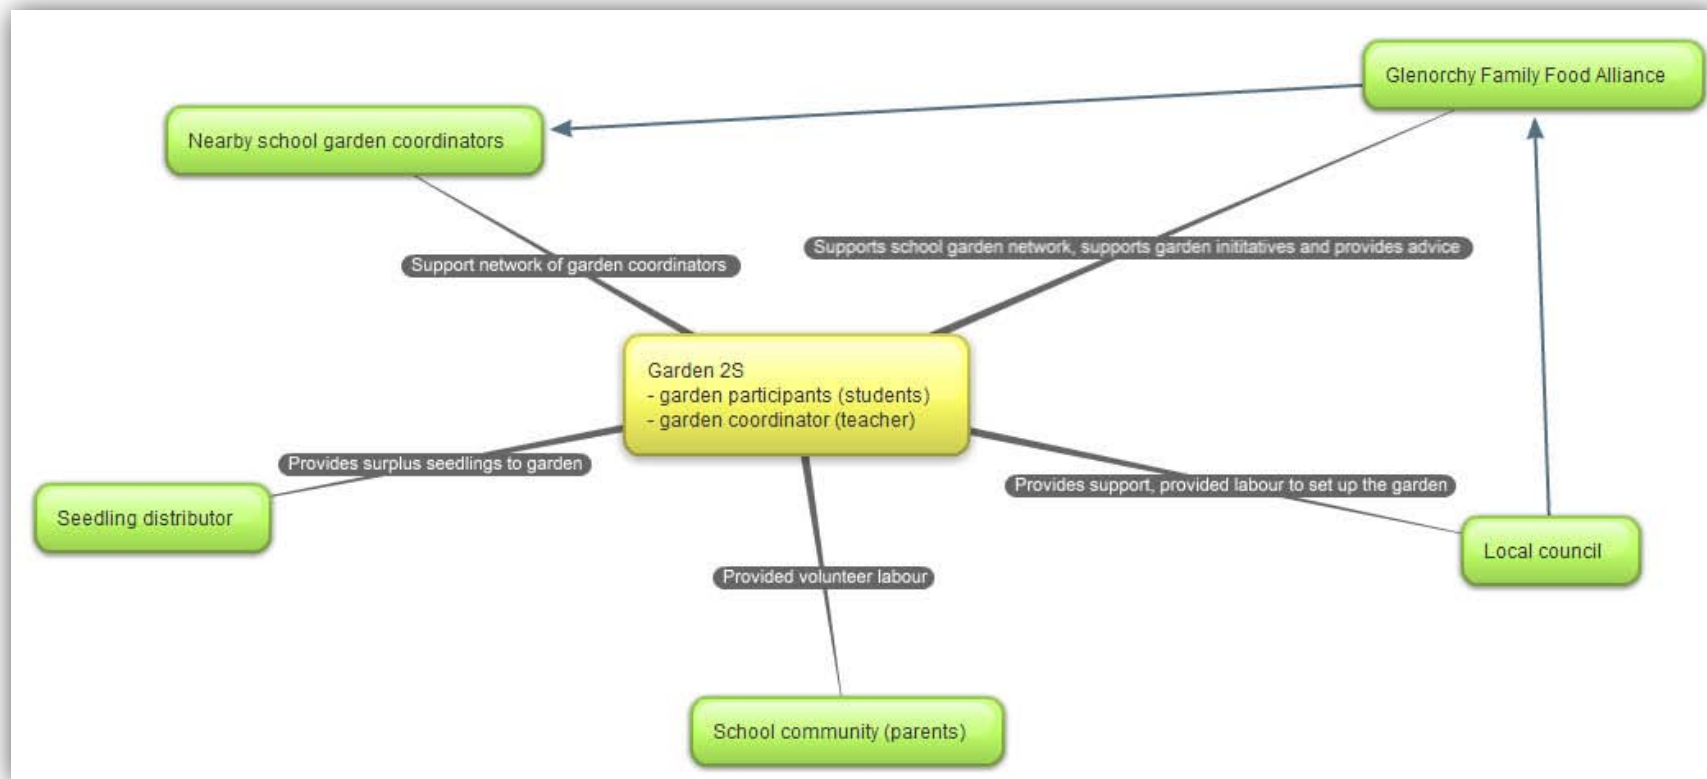 Glenorchy Family Food Alliance
Nearby school garden coordinators
Supports school garden network, supports garden inititatives and provides advice
Support network of garden coordinators
Garden 2S
- garden participants (students)
- garden coordinator (teacher)
Provides surplus seedlings to garden
Provides support, provided labour to set up the garden
Seedling distributor
Local council
Provided volunteer labour
School community (parents)